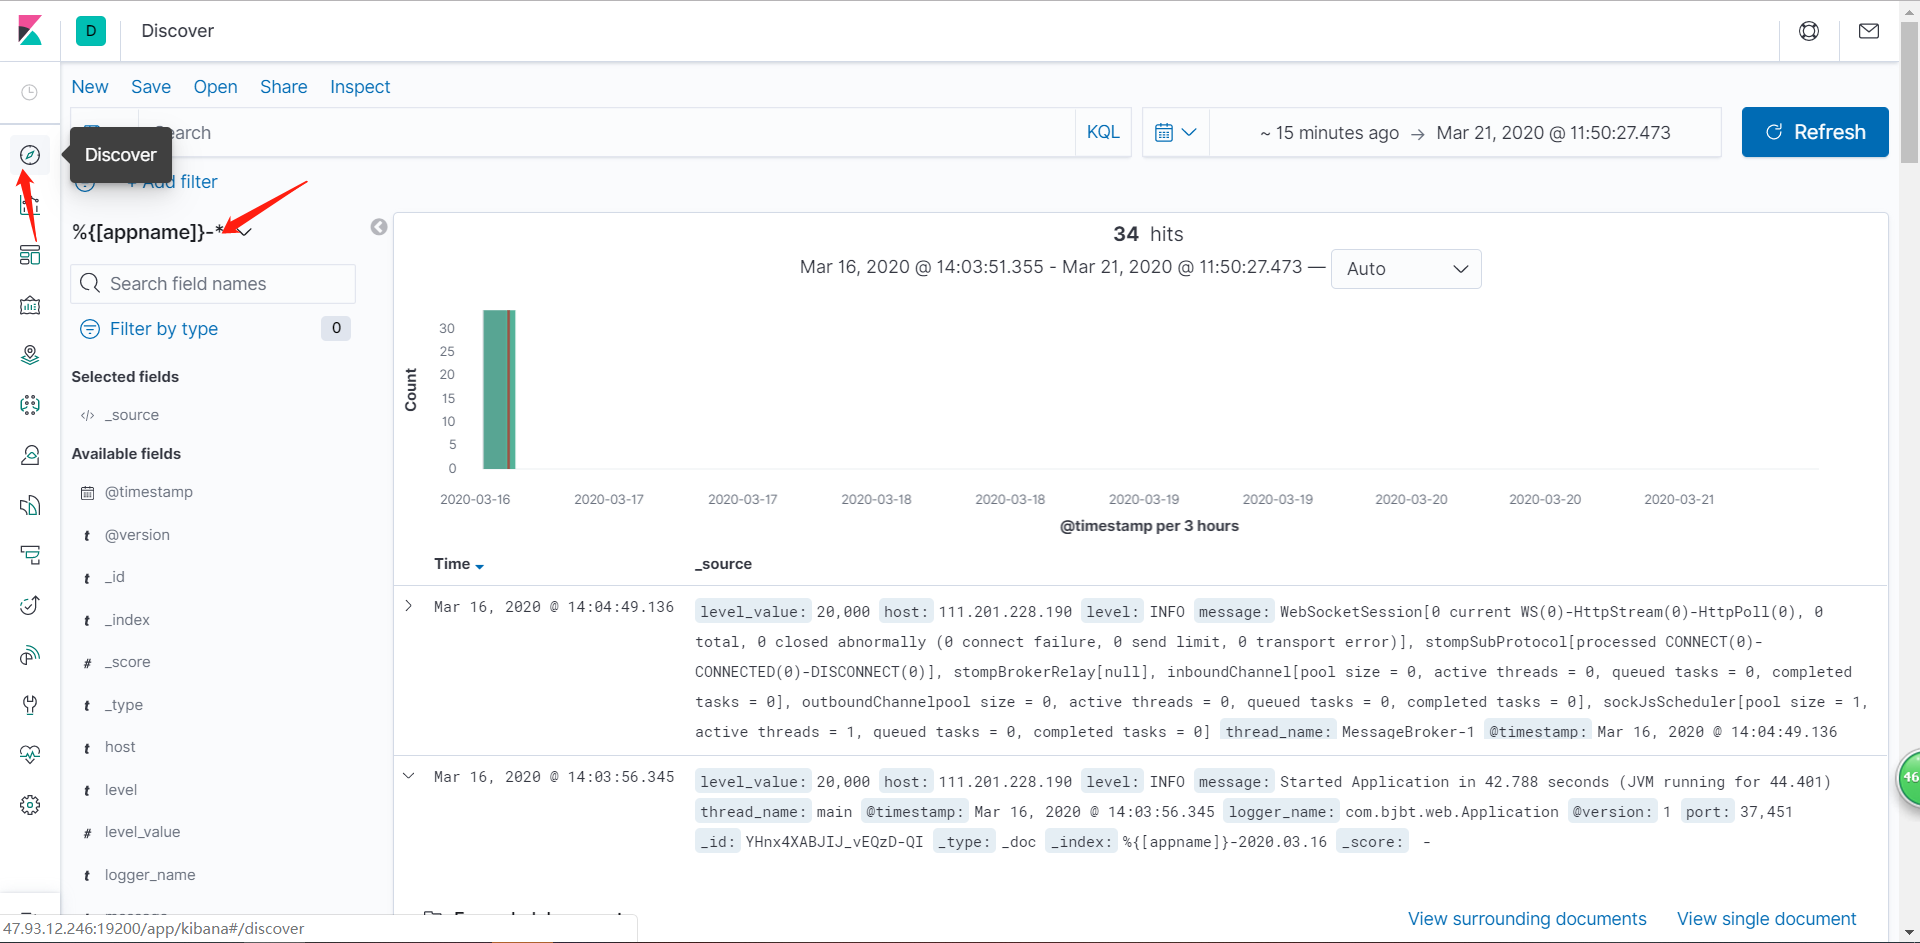 D
Discover
New Save Open Share Inspect
Search
KQL
~ 15 minutes ago → Mar 21, 2020 @ 11:50:27.473
Refresh
Discover
+ Add filter
%{[appname]}-*
Search field names
Filter by type 0
Selected fields
_source
Available fields
@timestamp
t @version
t _id
t _index
# _score
t _type
t host
t level
# level_value
t logger_name
34 hits
Mar 16, 2020 @ 14:03:51.355 - Mar 21, 2020 @ 11:50:27.473 —
Auto
Count
30
25
20
15
10
5
0
2020-03-16 2020-03-17 2020-03-17 2020-03-18 2020-03-18 2020-03-19 2020-03-19 2020-03-20 2020-03-20 2020-03-21
@timestamp per 3 hours
Time _source
Mar 16, 2020 @ 14:04:49.136
level_value: 20,000 host: 111.201.228.190 level: INFO message: WebSocketSession[0 current WS(0)-HttpStream(0)-HttpPoll(0), 0
total, 0 closed abnormally (0 connect failure, 0 send limit, 0 transport error)], stompSubProtocol[processed CONNECT(0)-
CONNECTED(0)-DISCONNECT(0)], stompBrokerRelay[null], inboundChannel[pool size = 0, active threads = 0, queued tasks = 0, completed
tasks = 0], outboundChannelpool size = 0, active threads = 0, queued tasks = 0, completed tasks = 0], sockJsScheduler[pool size = 1,
active threads = 1, queued tasks = 0, completed tasks = 0] thread_name: MessageBroker-1 @timestamp: Mar 16, 2020 @ 14:04:49.136
Mar 16, 2020 @ 14:03:56.345
level_value: 20,000 host: 111.201.228.190 level: INFO message: Started Application in 42.788 seconds (JVM running for 44.401)
thread_name: main @timestamp: Mar 16, 2020 @ 14:03:56.345 logger_name: com.bjbt.web.Application @version: 1 port: 37,451
_id: YHnx4XABJIJ_vEQzD-QI _type: _doc _index: %{[appname]}-2020.03.16 _score: -
View surrounding documents View single document
46
47.93.12.246:19200/app/kibana#/discover